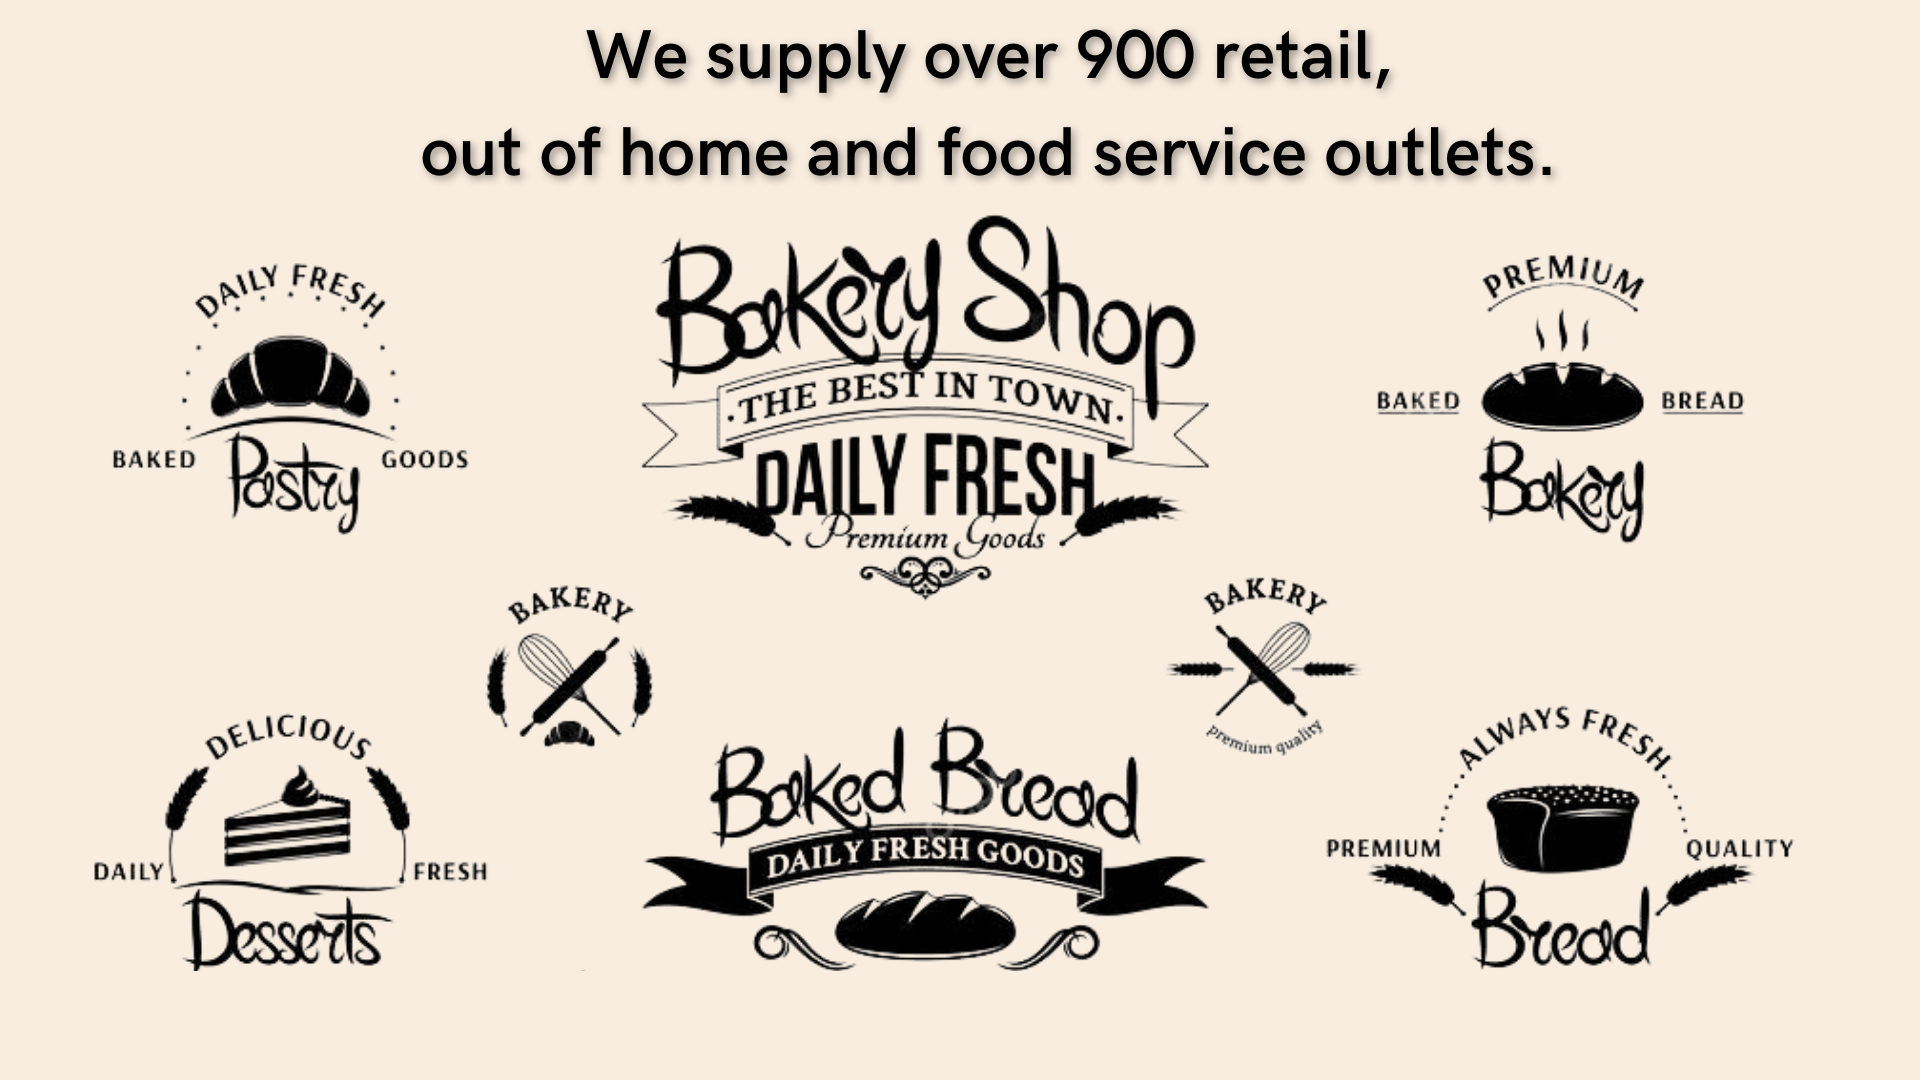 We supply over 900 retail,
out of home and food service outlets.
DAILY FRESH
BAKED GOODS
Pastry
Bakery Shop
·THE BEST IN TOWN·
DAILY FRESH
Premium Goods
PREMIUM
BAKED BREAD
Bakery
BAKERY
BAKERY
premium quality
DELICIOUS
DAILY FRESH
Desserts
Baked Bread
DAILY FRESH GOODS
ALWAYS FRESH
PREMIUM QUALITY
Bread